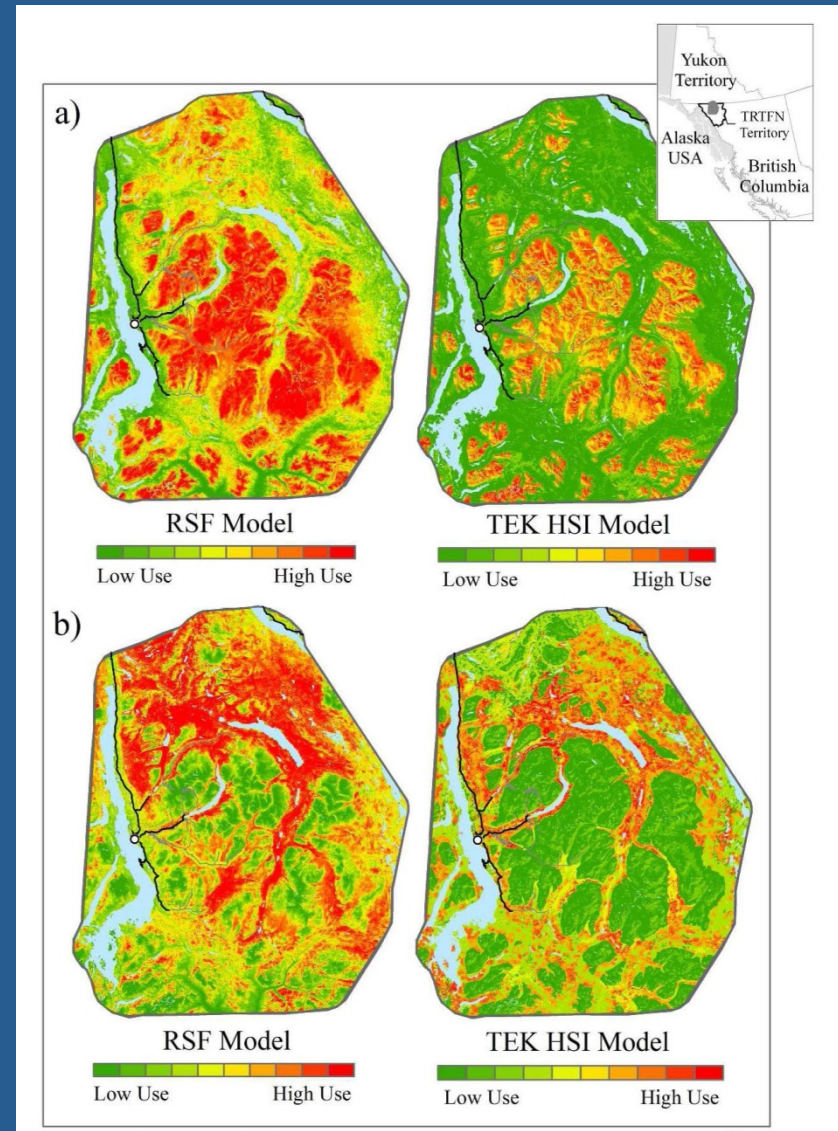 Yukon
Territory
TRTFN
Territory
Alaska
USA
British
Columbia
a)
RSF Model
Low Use High Use
TEK HSI Model
Low Use High Use
b)
RSF Model
Low Use High Use
TEK HSI Model
Low Use High Use